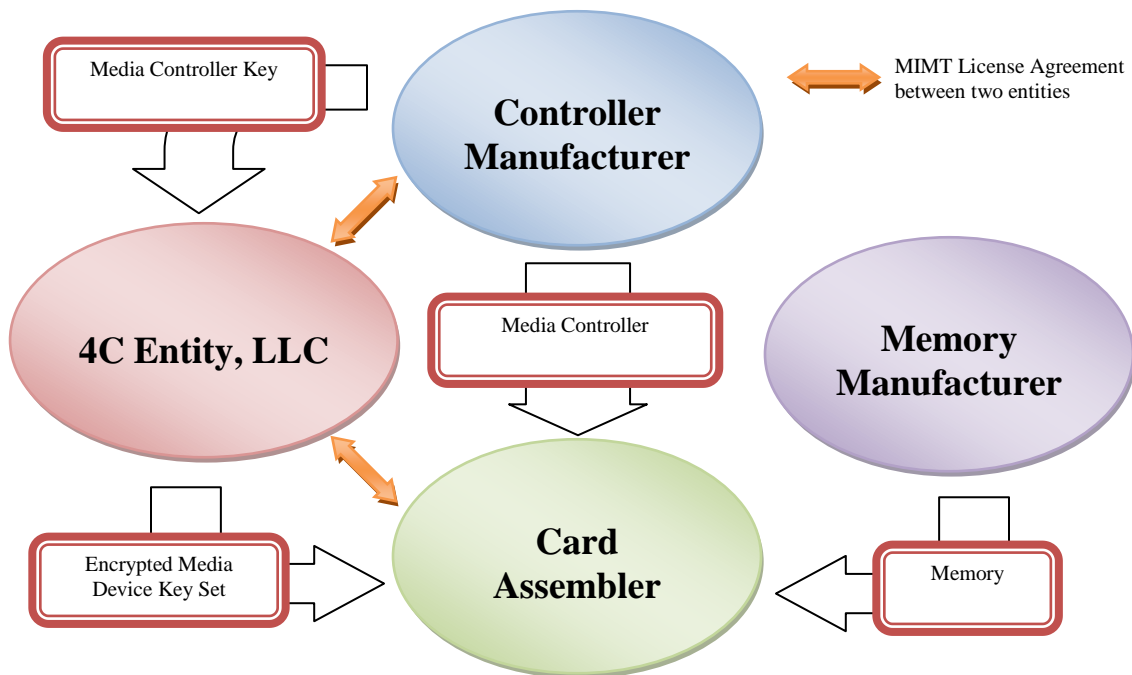 Media Controller Key
Controller
Manufacturer
MIMT License Agreement
between two entities
4C Entity, LLC
Media Controller
Memory
Manufacturer
Encrypted Media
Device Key Set
Card
Assembler
Memory